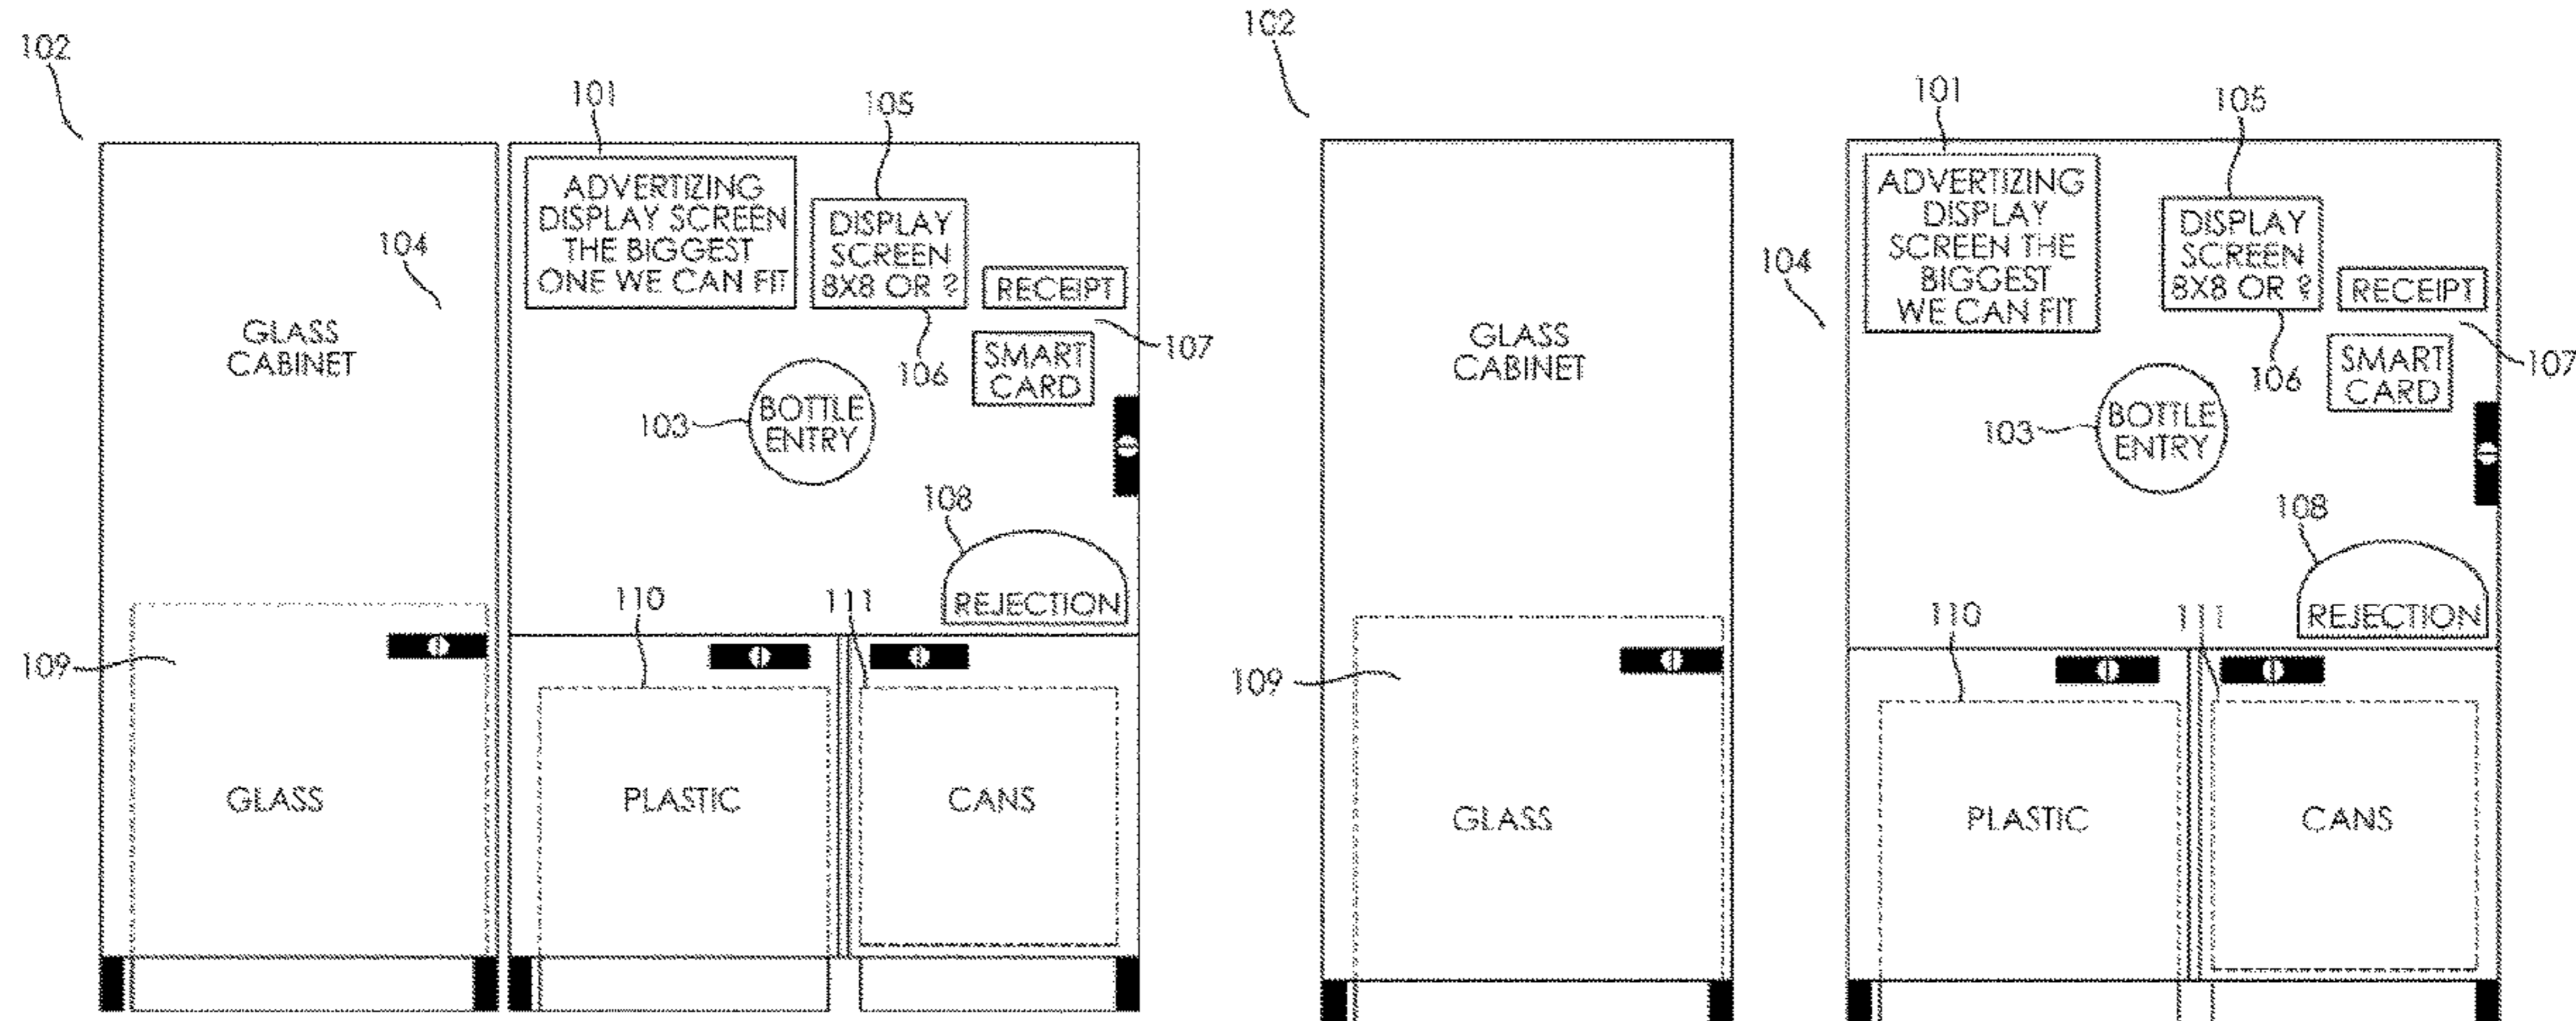 102
101
105
ADVERTIZING
DISPLAY SCREEN
THE BIGGEST
ONE WE CAN FIT
DISPLAY
SCREEN
8X8 OR ?
104
RECEIPT
GLASS
CABINET
SMART
CARD
107
106
103
BOTTLE
ENTRY
108
REJECTION
110
111
109
GLASS
PLASTIC
CANS
102
101
105
ADVERTIZING
DISPLAY
SCREEN THE
BIGGEST
WE CAN FIT
DISPLAY
SCREEN
8X8 OR ?
104
RECEIPT
GLASS
CABINET
SMART
CARD
107
106
103
BOTTLE
ENTRY
108
REJECTION
110
111
109
GLASS
PLASTIC
CANS